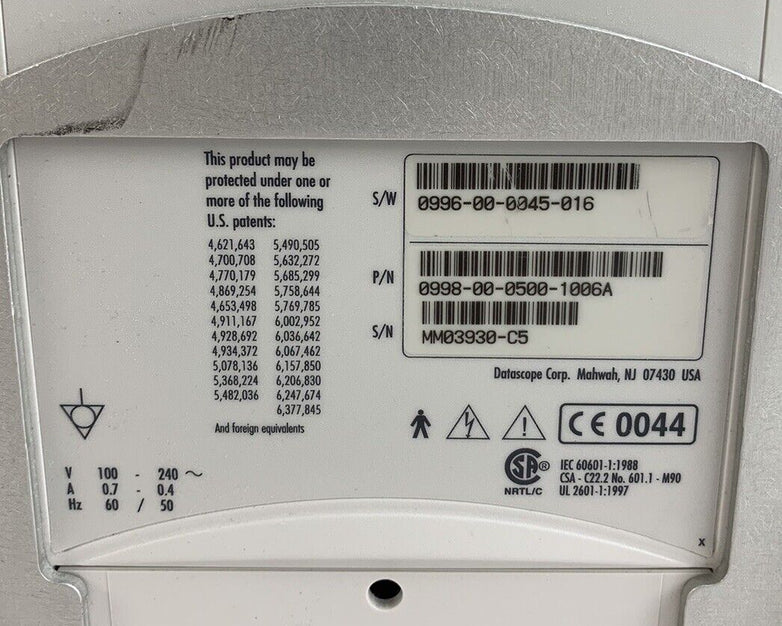 This product may be
protected under one or
more of the following
U.S. patents:
4,621,643 5,490,505
4,700,708 5,632,272
4,770,179 5,685,299
4,869,254 5,758,644
4,653,498 5,769,785
4,911,167 6,002,952
4,928,692 6,036,642
4,934,372 6,067,462
5,078,136 6,157,850
5,368,224 6,206,830
5,482,036 6,247,674
6,377,845
And foreign equivalents
S/W 0996-00-0045-016
P/N 0998-00-0500-1006A
S/N MM03930-C5
Datascope Corp. Mahwah, NJ 07430 USA
CE 0044
SA ®
NRTL/C
IEC 60601-1:1988
CSA - C22.2 No. 601.1 - M90
UL 2601-1:1997
V 100 - 240 ~
A 0.7 - 0.4
Hz 60 / 50
x